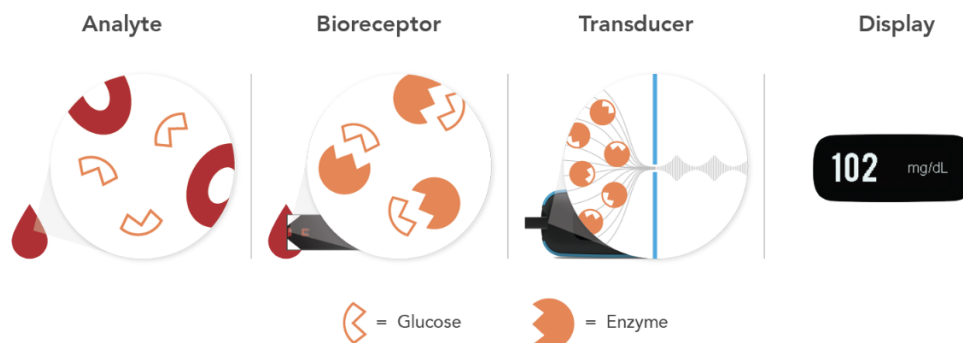 Analyte
Bioreceptor
Transducer
Display
102 mg/dL
= Glucose
= Enzyme